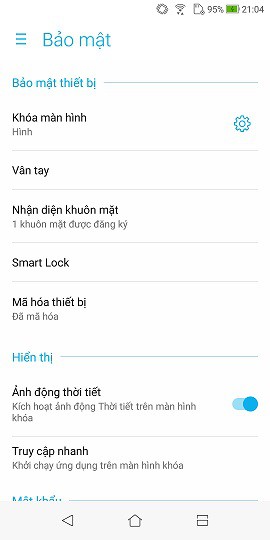 95% 21:04
Bảo mật
Bảo mật thiết bị
Khóa màn hình
Hình
Vân tay
Nhận diện khuôn mặt
1 khuôn mặt được đăng ký
Smart Lock
Mã hóa thiết bị
Đã mã hóa
Hiển thị
Ảnh động thời tiết
Kích hoạt ảnh động Thời tiết trên màn hình
khóa
Truy cập nhanh
Khởi chạy ứng dụng trên màn hình khóa
Mật khẩu